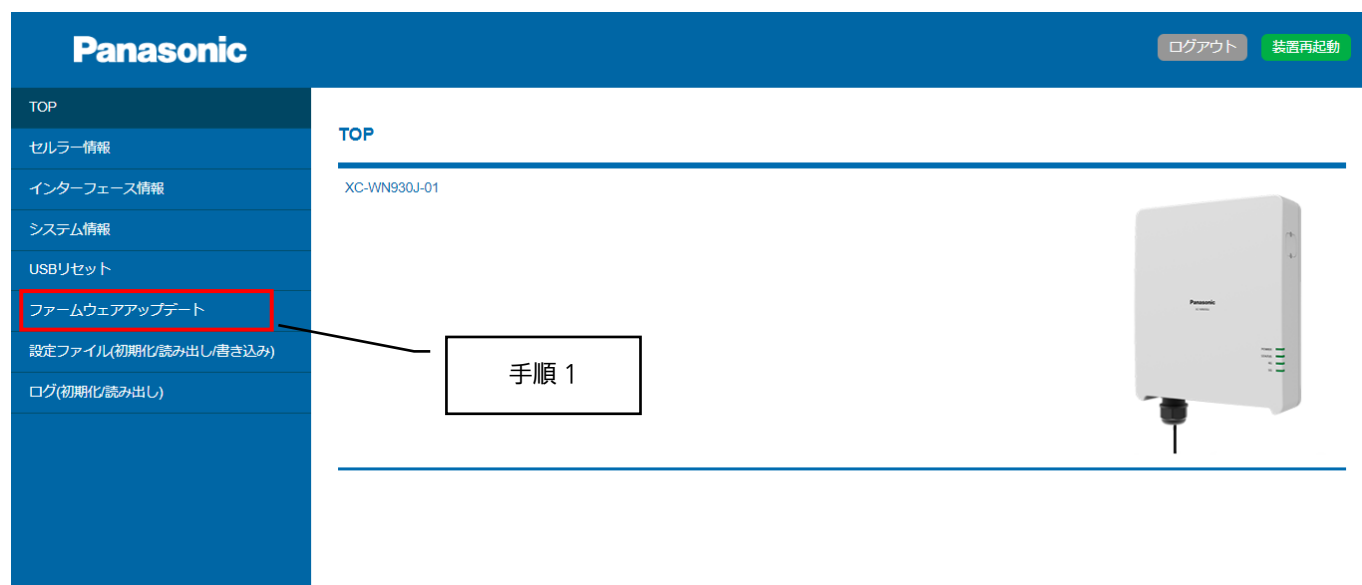 Panasonic
ログアウト
装置再起動
TOP
セルラー情報
インターフェース情報
システム情報
USBリセット
ファームウェアアップデート
設定ファイル(初期化/読み出し/書き込み)
ログ(初期化/読み出し)
TOP
XC-WN930J-01
手順 1
Panasonic